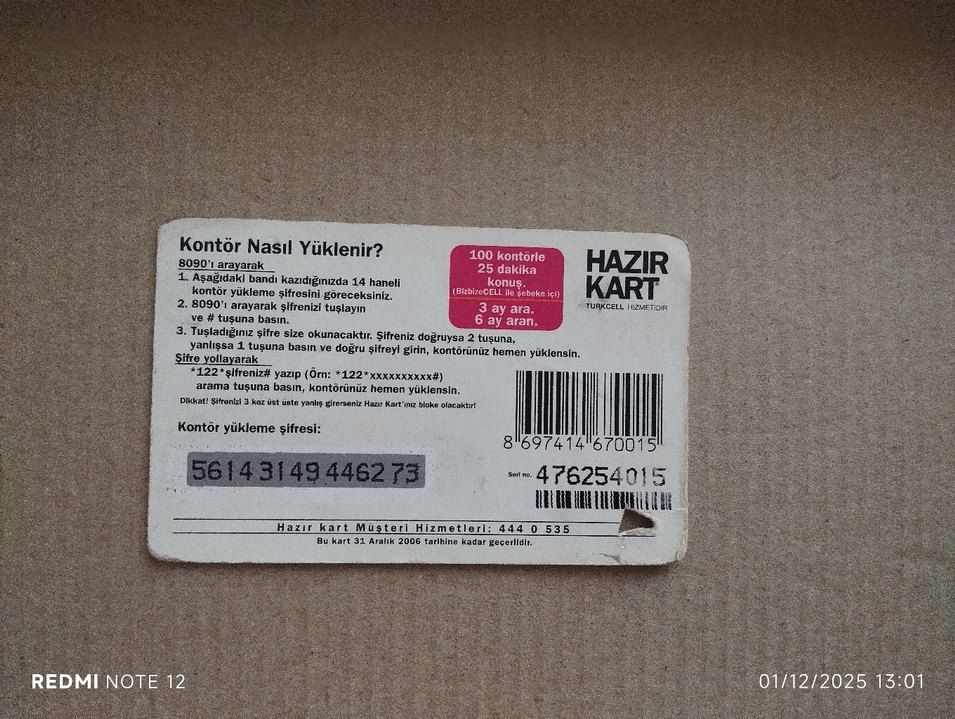 Kontör Nasıl Yüklenir?
8090'ı arayarak
1. Aşağıdaki bandı kazıdığınızda 14 haneli
kontör yükleme şifresini göreceksiniz.
2. 8090'ı arayarak şifrenizi tuşlayın
ve # tuşuna basın.
3. Tuşladığınız şifre size okunacaktır. Şifreniz doğruysa 2 tuşuna,
yanlışsa 1 tuşuna basın ve doğru şifreyi girin, kontörünüz hemen yüklensin.
Şifre yollayarak
*122*şifreniz# yazıp (Örn: *122*xxxxxxxxxx#)
arama tuşuna basın, kontörünüz hemen yüklensin.
Dikkat! Şifrenizi 3 kez üst üste yanlış girerseniz Hazır Kart'ınız bloke olacaktır!
100 kontörle
25 dakika
konuş.
(BizbizeCELL ile şebeke içi)
3 ay ara.
6 ay aran.
HAZIR
KART
TURKCELL HİZMETİDİR
Kontör yükleme şifresi:
56143149446273
8 697414 670015
Seri no. 476254015
Hazır kart Müşteri Hizmetleri: 444 0 535
Bu kart 31 Aralık 2006 tarihine kadar geçerlidir.
REDMI NOTE 12
01/12/2025 13:01